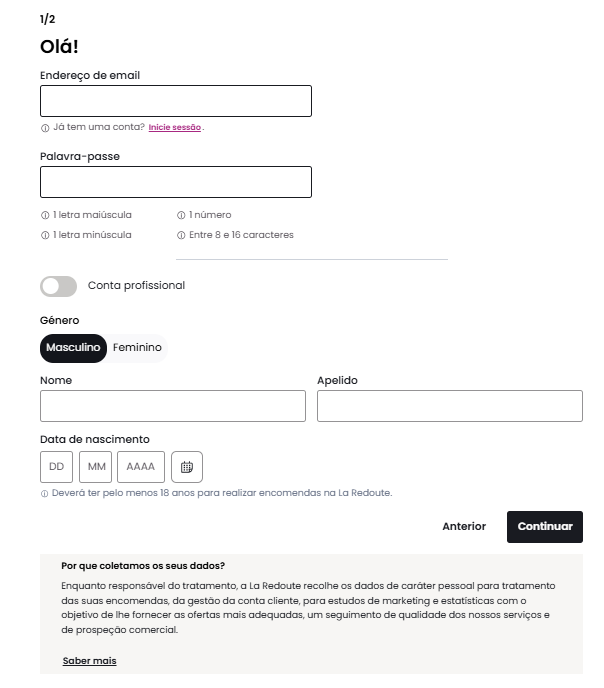 1/2
Olá!
Endereço de email
Já tem uma conta? Inicie sessão.
Palavra-passe
1 letra maiúscula
1 número
1 letra minúscula
Entre 8 e 16 caracteres
Conta profissional
Género
Masculino Feminino
Nome
Apelido
Data de nascimento
DD MM AAAA
Deverá ter pelo menos 18 anos para realizar encomendas na La Redoute.
Anterior Continuar
Por que coletamos os seus dados?
Enquanto responsável do tratamento, a La Redoute recolhe os dados de caráter pessoal para tratamento
das suas encomendas, da gestão da conta cliente, para estudos de marketing e estatísticas com o
objetivo de lhe fornecer as ofertas mais adequadas, um seguimento de qualidade dos nossos serviços e
de prospeção comercial.
Saber mais